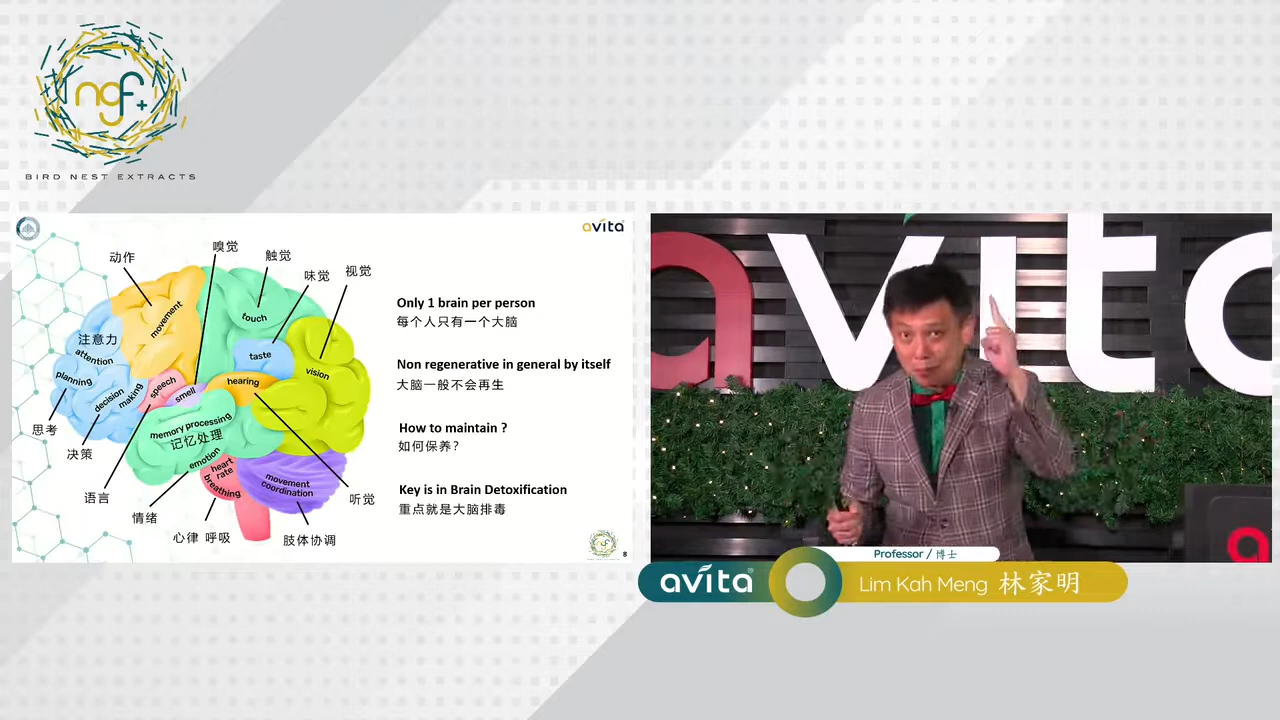 ngf+
BIRD NEST EXTRACTS
avita
动作
嗅觉
触觉
味觉
视觉
movement
touch
注意力
attention
taste
planning
decision making
speech
smell
hearing
vision
memory processing
记忆处理
emotion
heart rate
breathing
movement coordination
思考
决策
语言
情绪
心律 呼吸
肢体协调
听觉
Only 1 brain per person
每个人只有一个大脑
Non regenerative in general by itself
大脑一般不会再生
How to maintain ?
如何保养?
Key is in Brain Detoxification
重点就是大脑排毒
8
avita
a
Professor / 博士
avita®
Lim Kah Meng 林家明